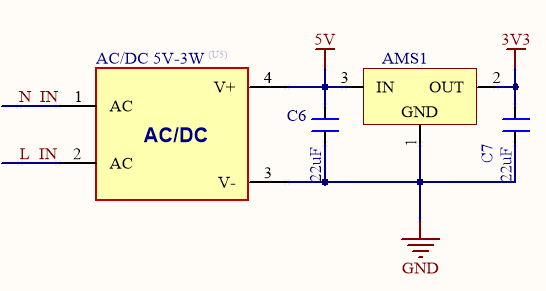 5V
3V3
AC/DC 5V-3W (U5)
AMS1
N IN
1
AC
V+
4
3
IN
OUT
2
GND
C6
22uF
1
C7
22uF
AC/DC
L IN
2
AC
V-
3
GND